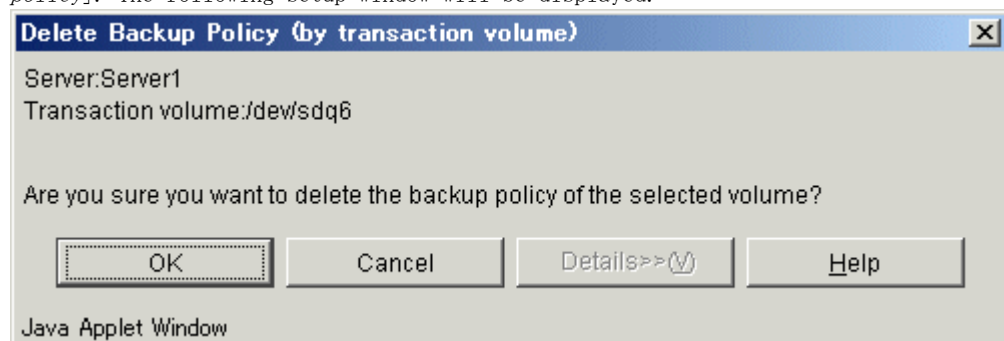 policy]. The following setup window will be displayed.
Delete Backup Policy (by transaction volume)
Server:Server1
Transaction volume:/dev/sdq6
Are you sure you want to delete the backup policy of the selected volume?
OK Cancel Details>>(V) Help
Java Applet Window